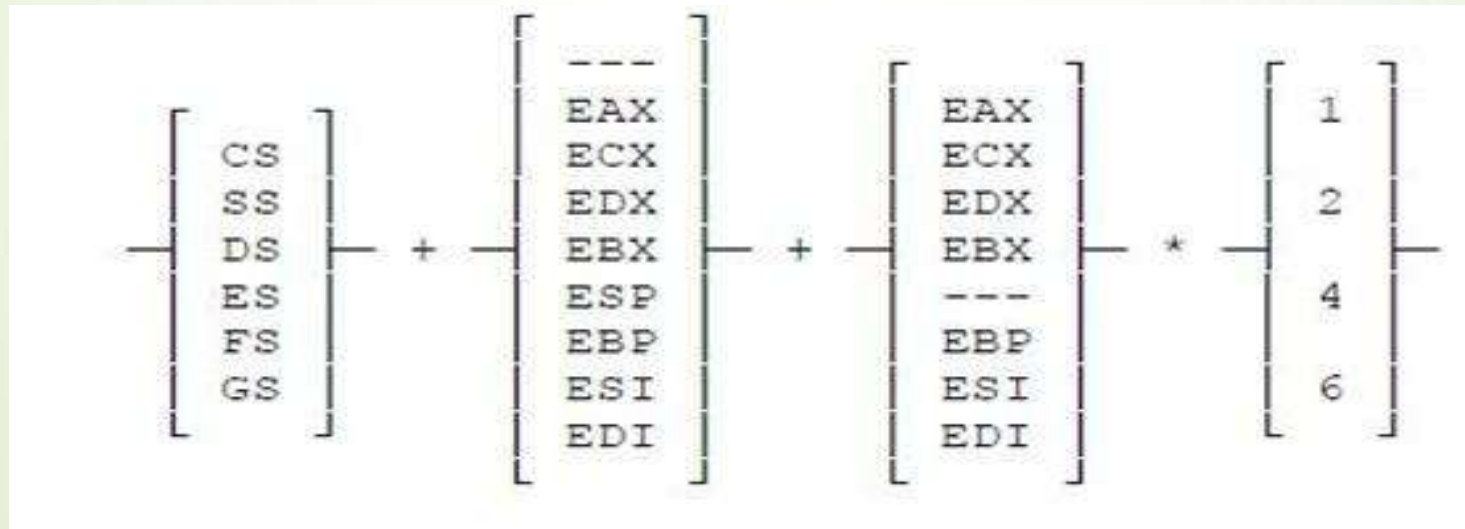 ---
EAX EAX 1
CS ECX ECX
SS EDX EDX 2
DS + EBX + EBX * 
ES ESP --- 4
FS EBP EBP
GS ESI ESI 6
EDI EDI